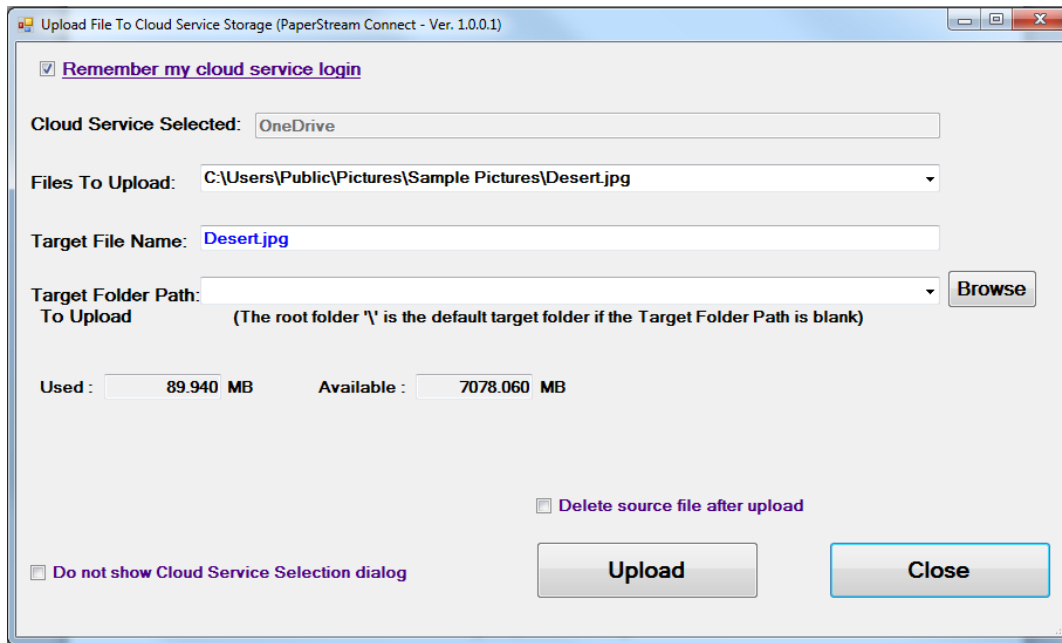 Upload File To Cloud Service Storage (PaperStream Connect - Ver. 1.0.0.1)
Remember my cloud service login
Cloud Service Selected: OneDrive
Files To Upload: C:\Users\Public\Pictures\Sample Pictures\Desert.jpg
Target File Name: Desert.jpg
Target Folder Path: Browse
To Upload (The root folder '\' is the default target folder if the Target Folder Path is blank)
Used : 89.940 MB Available : 7078.060 MB
Delete source file after upload
Do not show Cloud Service Selection dialog Upload Close